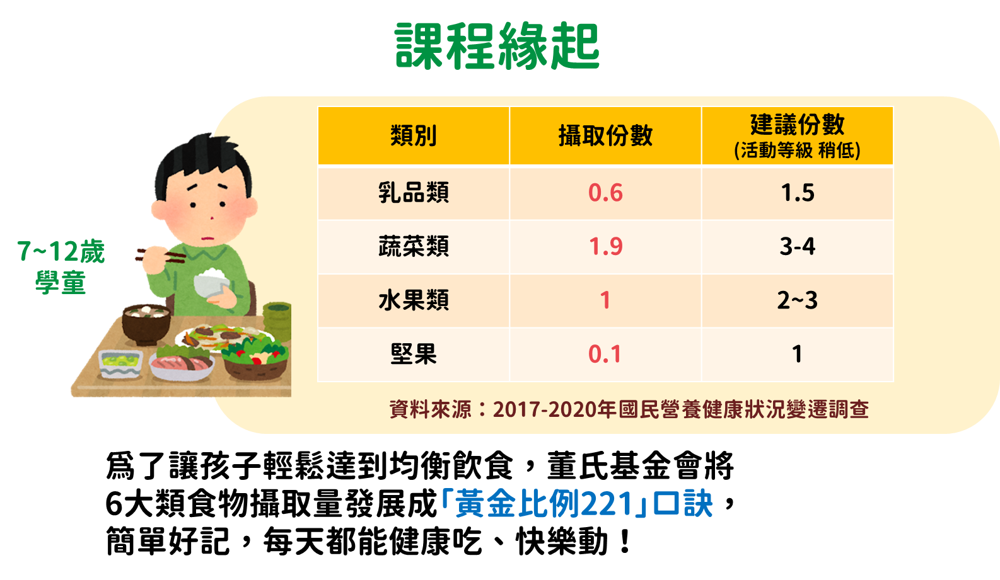 課程緣起
7~12歲
學童
類別 攝取份數 建議份數
(活動等級 稍低)
乳品類 0.6 1.5
蔬菜類 1.9 3-4
水果類 1 2~3
堅果 0.1 1
資料來源：2017-2020年國民營養健康狀況變遷調查
爲了讓孩子輕鬆達到均衡飲食，董氏基金會將
6大類食物攝取量發展成「黃金比例221」口訣，
簡單好記，每天都能健康吃、快樂動！